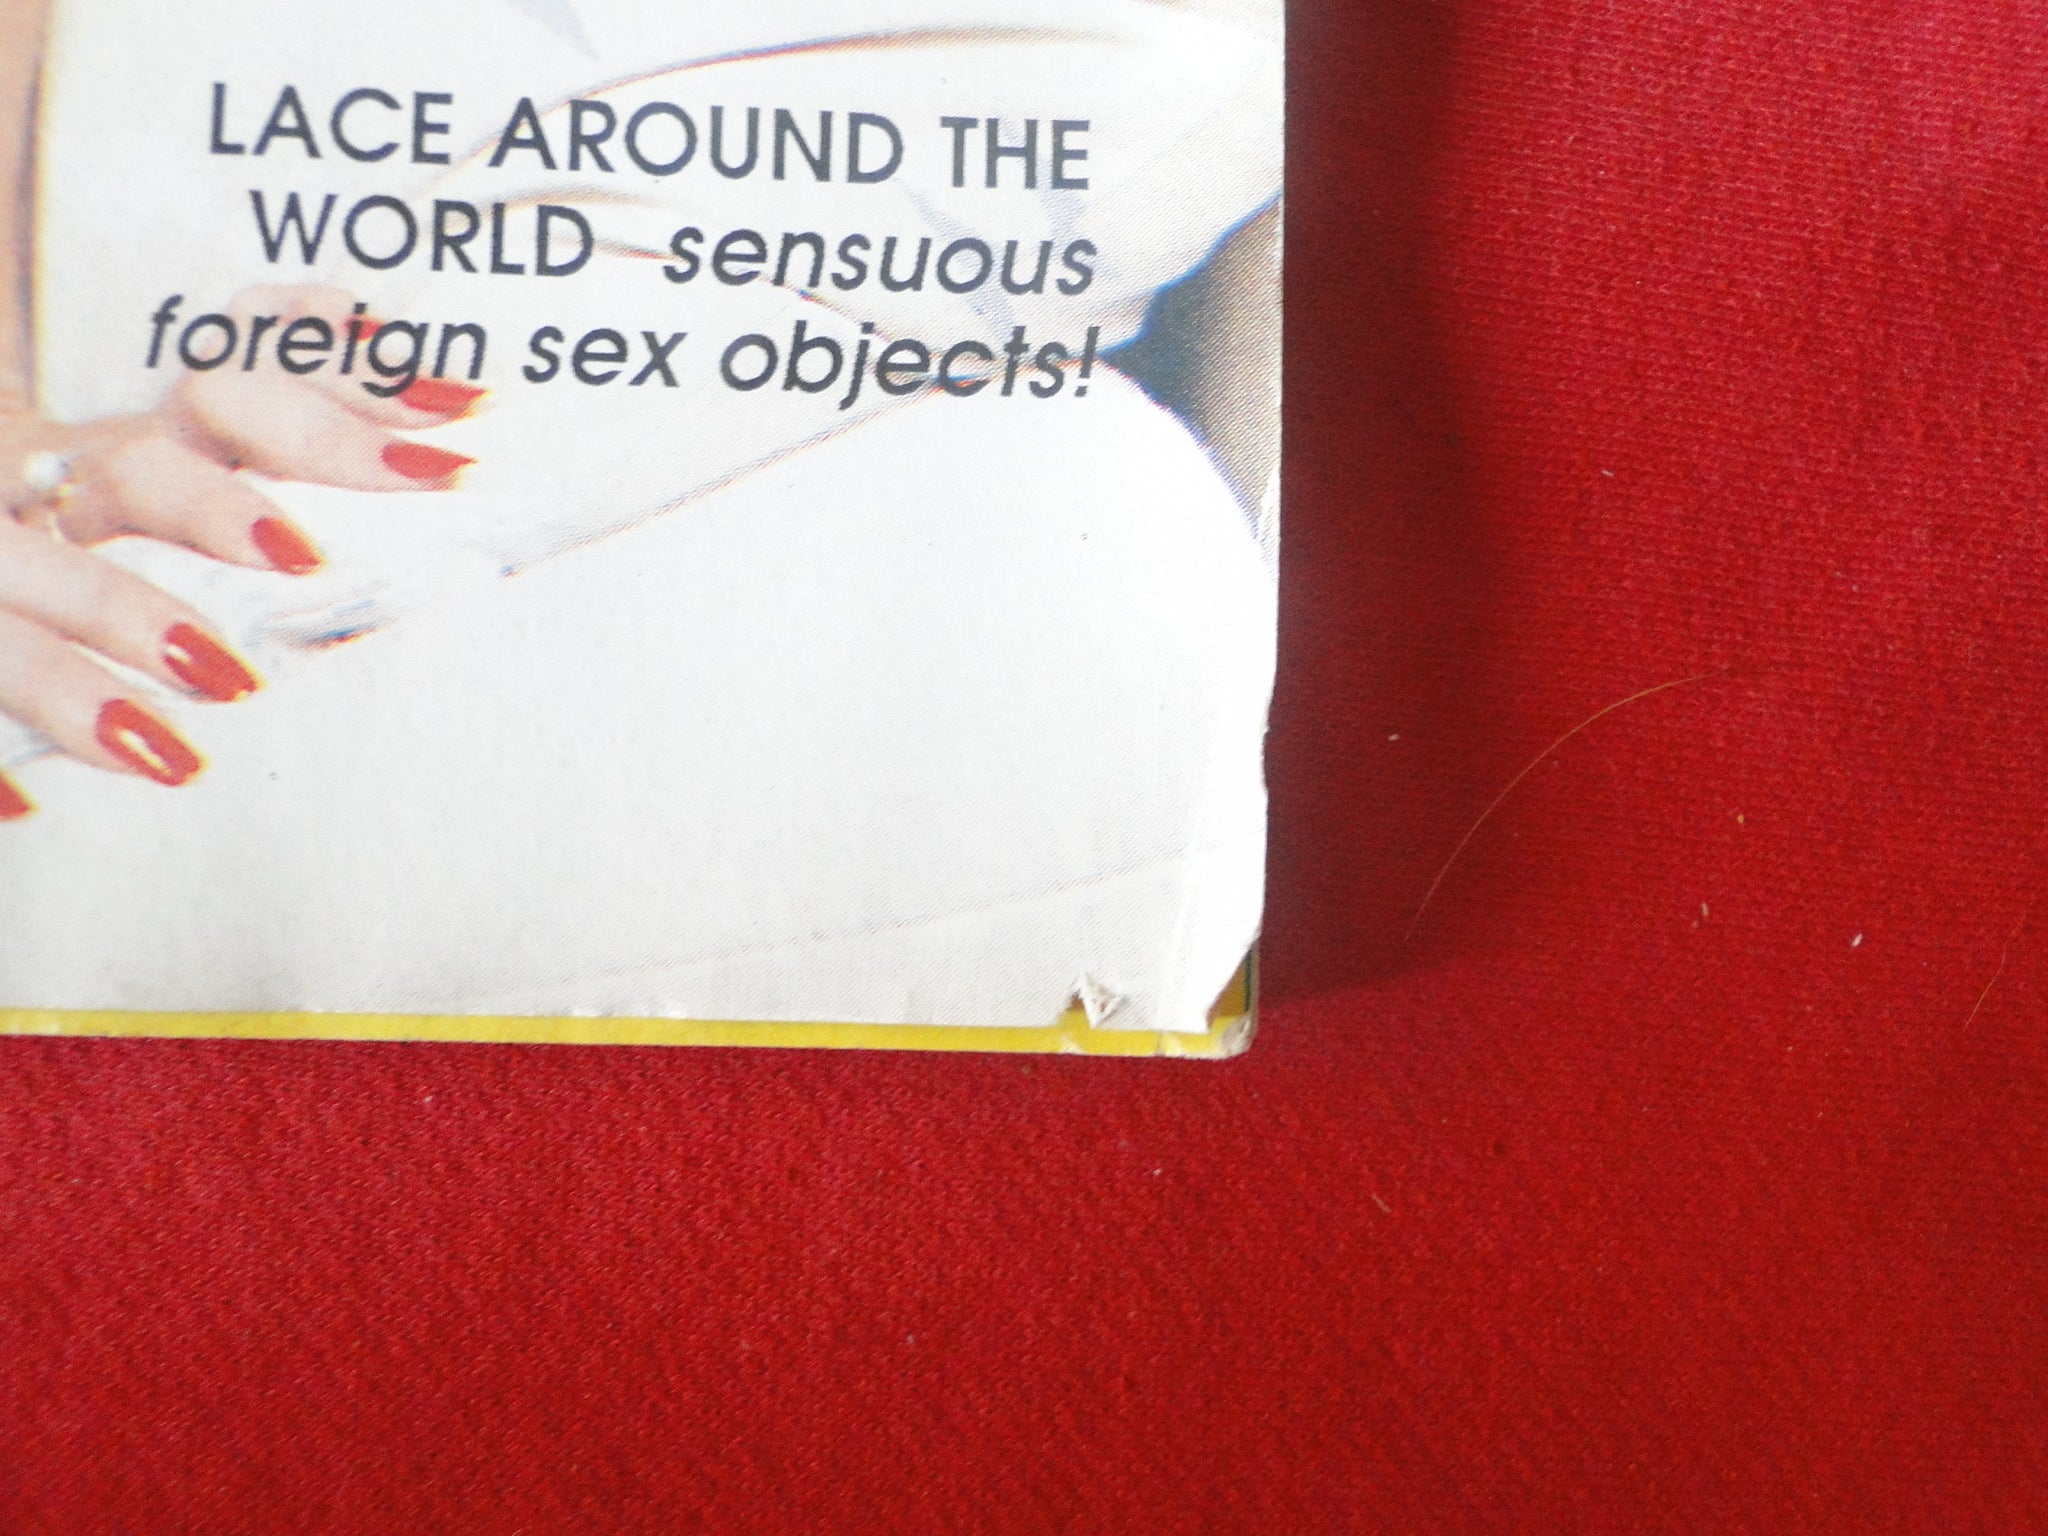 LACE AROUND THE
WORLD sensuous
foreign sex objects!